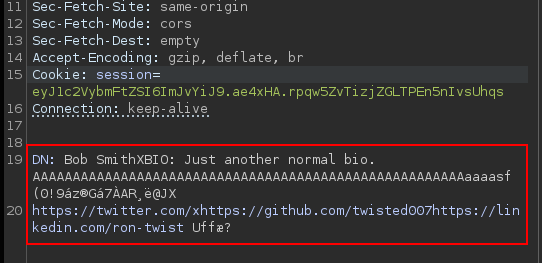 11 Sec-Fetch-Site: same-origin
12 Sec-Fetch-Mode: cors
13 Sec-Fetch-Dest: empty
14 Accept-Encoding: gzip, deflate, br
15 Cookie: session=
eyJ1c2VybmFtZSI6ImJvYiJ9.ae4xHA.rpqw5ZvTizjZGLTPEn5nIvsUhqs
16 Connection: keep-alive
17
18
19 DN: Bob SmithXBIO: Just another normal bio.
AAAAAAAAAAAAAAAAAAAAAAAAAAAAAAAAAAAAAAAAAAAAAAAAAAAAAAaaaasf
(O!9áz®Gá7ÀAR¸ë@JX
20 https://twitter.com/xhttps://github.com/twisted007https://lin
kedin.com/ron-twist Uffæ?